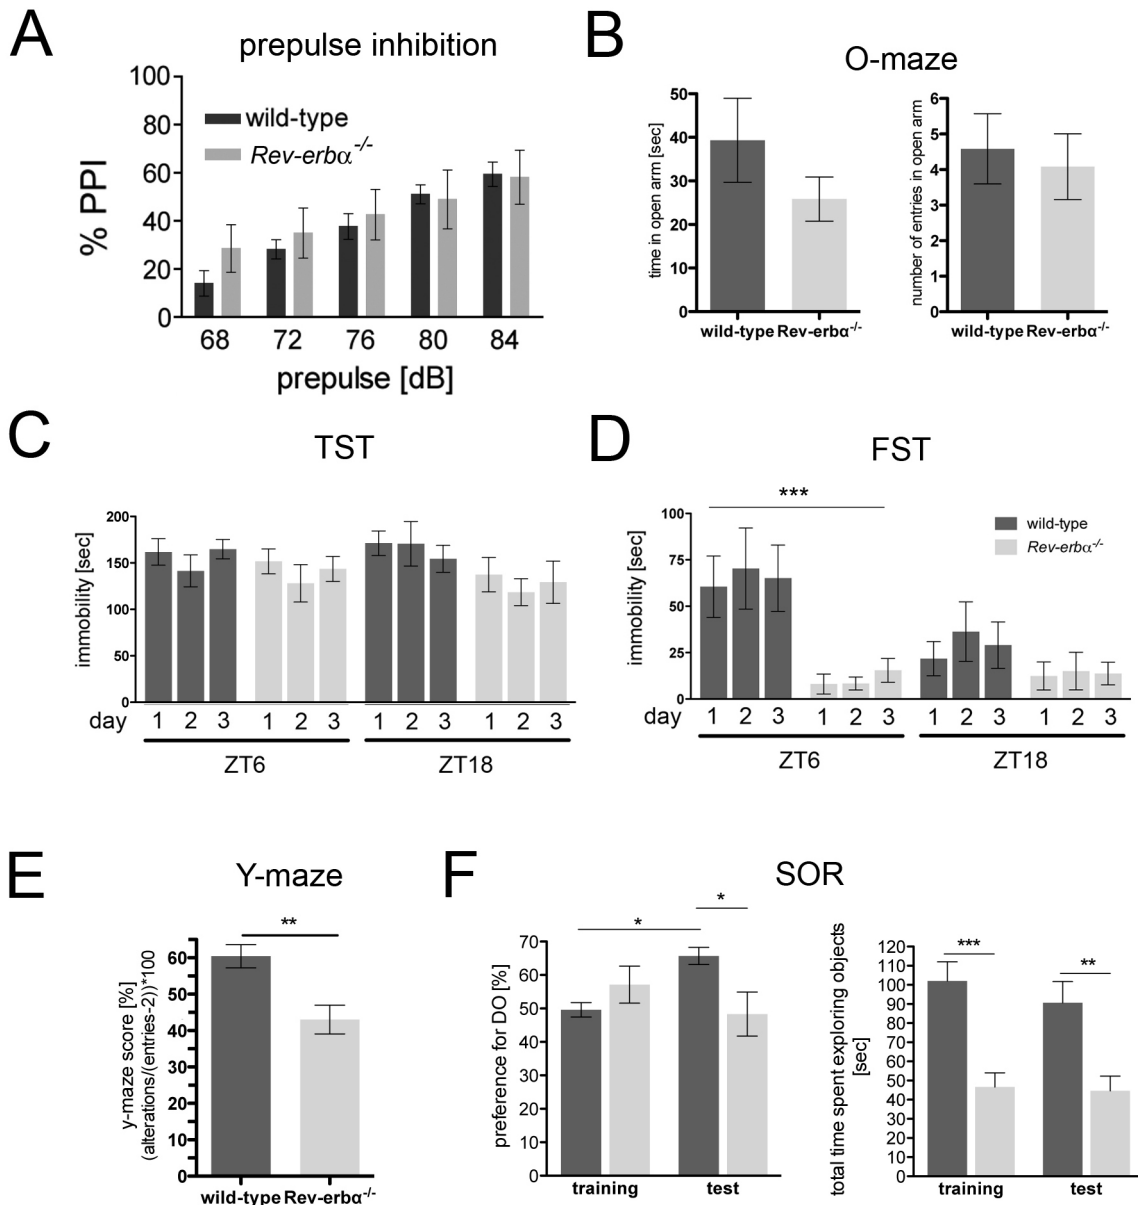 A
prepulse inhibition
100
80
60
40
20
0
% PPI
wild-type
Rev-erbα-/-
68 72 76 80 84
prepulse [dB]
B
O-maze
50
40
30
20
10
0
time in open arm [sec]
wild-type Rev-erbα-/-
6
5
4
3
2
1
0
number of entries in open arm
wild-type Rev-erbα-/-
C
TST
200
150
100
50
0
immobility [sec]
day 1 2 3 1 2 3 1 2 3 1 2 3
ZT6 ZT18
D
FST
***
100
75
50
25
0
immobility [sec]
wild-type
Rev-erbα-/-
day 1 2 3 1 2 3 1 2 3 1 2 3
ZT6 ZT18
E
Y-maze
**
60
50
40
30
20
10
0
y-maze score [%]
(alterations/(entries-2))*100
wild-type Rev-erbα-/-
F
SOR
* *
70
60
50
40
30
20
10
0
preference for DO [%]
training test
*** **
120
110
100
90
80
70
60
50
40
30
20
10
0
total time spent exploring objects
[sec]
training test